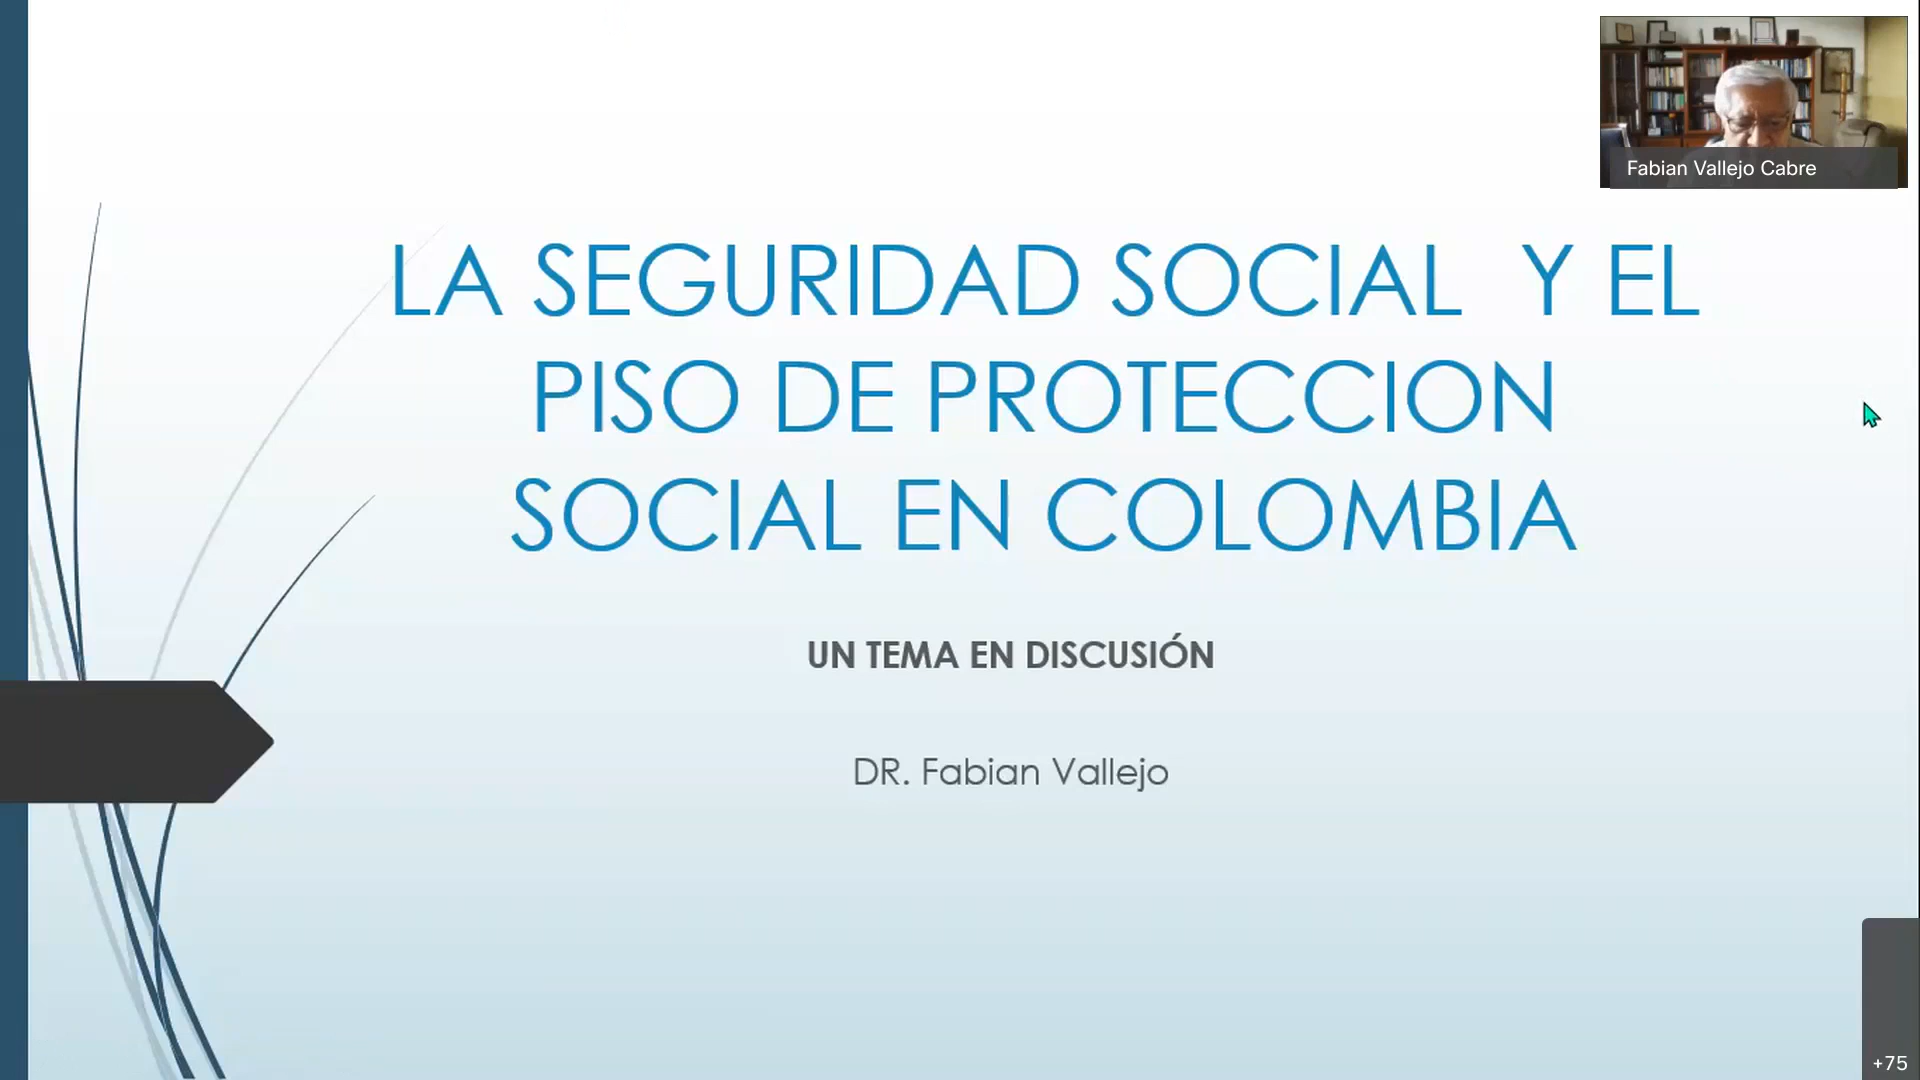 Fabian Vallejo Cabre
LA SEGURIDAD SOCIAL Y EL
PISO DE PROTECCION
SOCIAL EN COLOMBIA
UN TEMA EN DISCUSIÓN
DR. Fabian Vallejo
+75